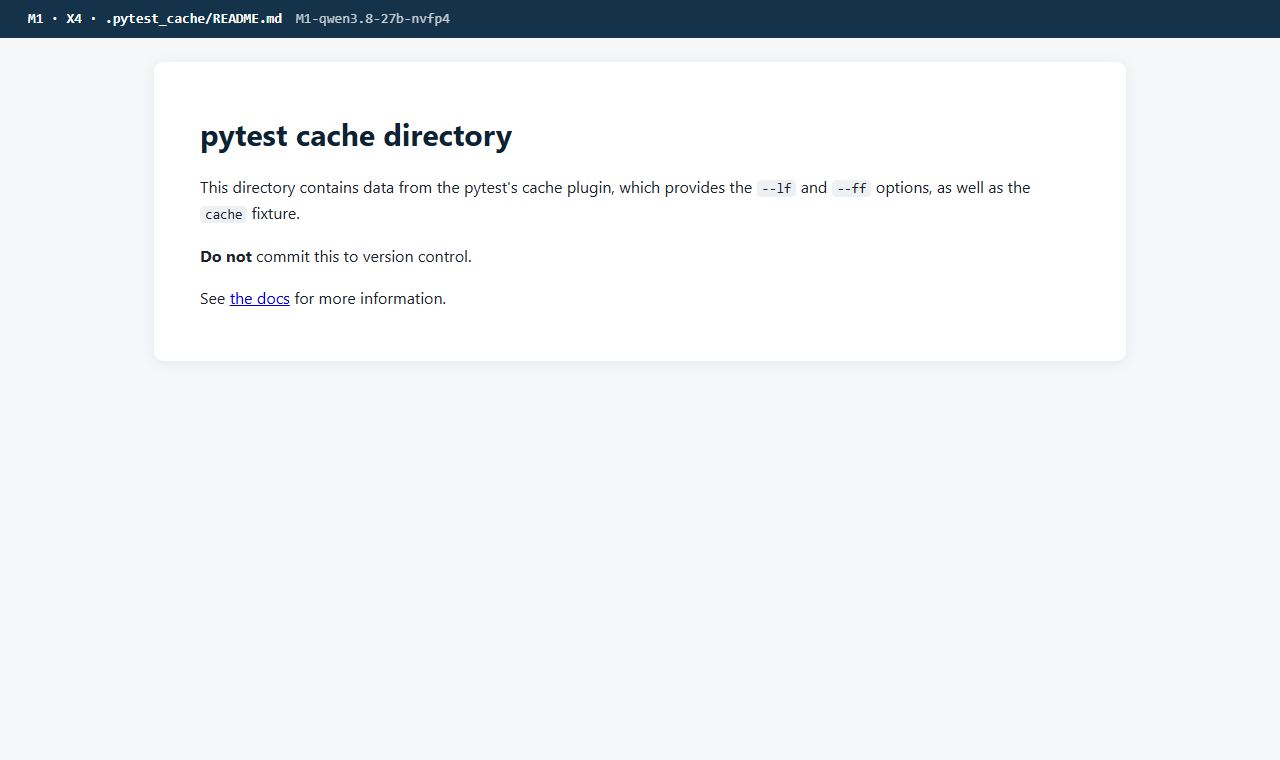 M1 · X4 · .pytest_cache/README.md M1-qwen3.8-27b-nvfp4
pytest cache directory
This directory contains data from the pytest's cache plugin, which provides the --lf and --ff options, as well as the
cache fixture.
Do not commit this to version control.
See the docs for more information.